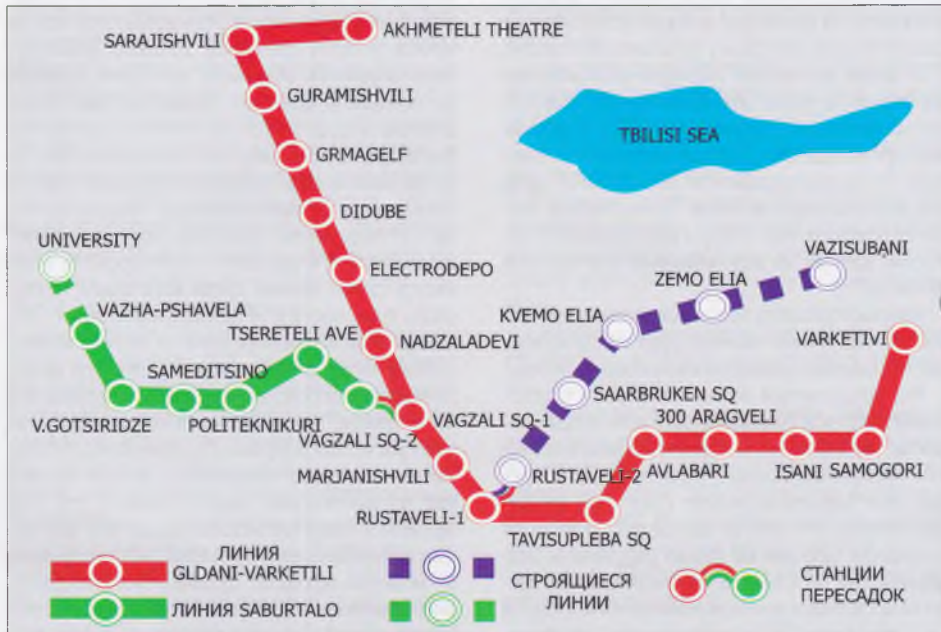 SARAJISHVILI
AKHMETELI THEATRE
GURAMISHVILI
GRMAGELF
TBILISI SEA
DIDUBE
UNIVERSITY
ELECTRODEPO
VAZISUBANI
ZEMO ELIA
VAZHA-PSHAVELA
KVEMO ELIA
TSERETELI AVE
NADZALADEVI
VARKETIVI
SAMEDITSINO
SAARBRUKEN SQ
V.GOTSIRIDZE
POLITEKNIKURI
VAGZALI SQ-1
300 ARAGVELI
VAGZALI SQ-2
MARJANISHVILI
RUSTAVELI-2
AVLABARI
ISANI
SAMOGORI
RUSTAVELI-1
TAVISUPLEBA SQ
ЛИНИЯ
GLDANI-VARKETILI
ЛИНИЯ SABURTALO
СТРОЯЩИЕСЯ
ЛИНИИ
СТАНЦИИ
ПЕРЕСАДОК